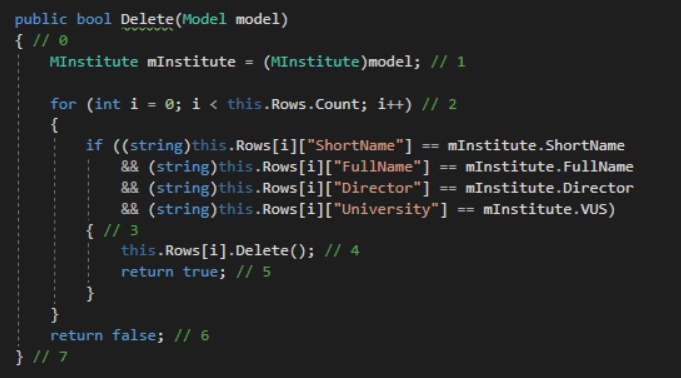 public bool Delete(Model model)
{ // 0
MInstitute mInstitute = (MInstitute)model; // 1
for (int i = 0; i < this.Rows.Count; i++) // 2
{
if ((string)this.Rows[i]["ShortName"] == mInstitute.ShortName
&& (string)this.Rows[i]["FullName"] == mInstitute.FullName
&& (string)this.Rows[i]["Director"] == mInstitute.Director
&& (string)this.Rows[i]["University"] == mInstitute.VUS)
{ // 3
this.Rows[i].Delete(); // 4
return true; // 5
}
}
return false; // 6
} // 7